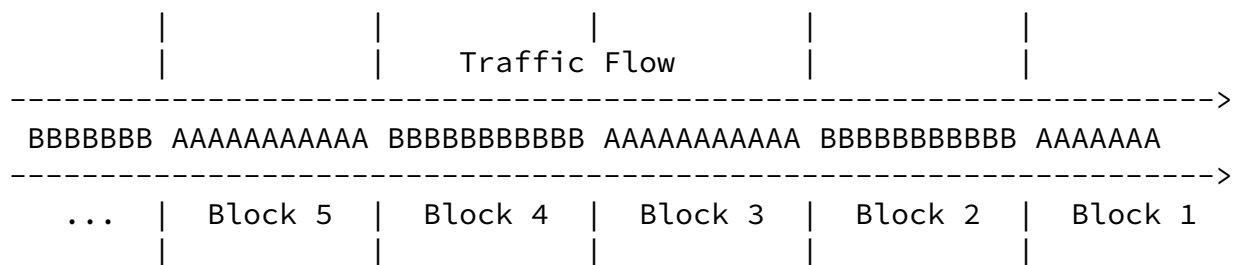 Traffic Flow
BBBBBBB AAAAAAAAAAA BBBBBBBBBBB AAAAAAAAAAA BBBBBBBBBBB AAAAAAA
... | Block 5 | Block 4 | Block 3 | Block 2 | Block 1